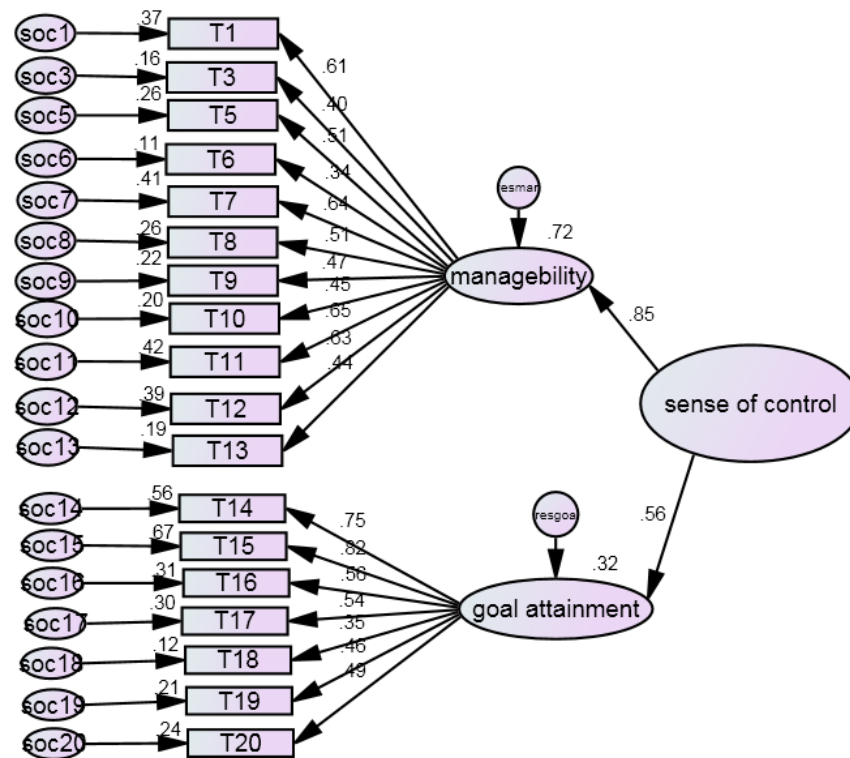 soc1
.37
T1
soc3
.16
T3
soc5
.26
T5
soc6
.11
T6
soc7
.41
T7
soc8
.26
T8
soc9
.22
T9
soc10
.20
T10
soc11
.42
T11
soc12
.39
T12
soc13
.19
T13
.61
.40
.51
.34
.64
.51
.47
.45
.65
.63
.44
resmar
.72
managebility
.85
sense of control
.56
soc14
.56
T14
soc15
.67
T15
soc16
.31
T16
soc17
.30
T17
soc18
.12
T18
soc19
.21
T19
soc20
.24
T20
.75
.82
.56
.54
.35
.46
.49
resgoa
.32
goal attainment